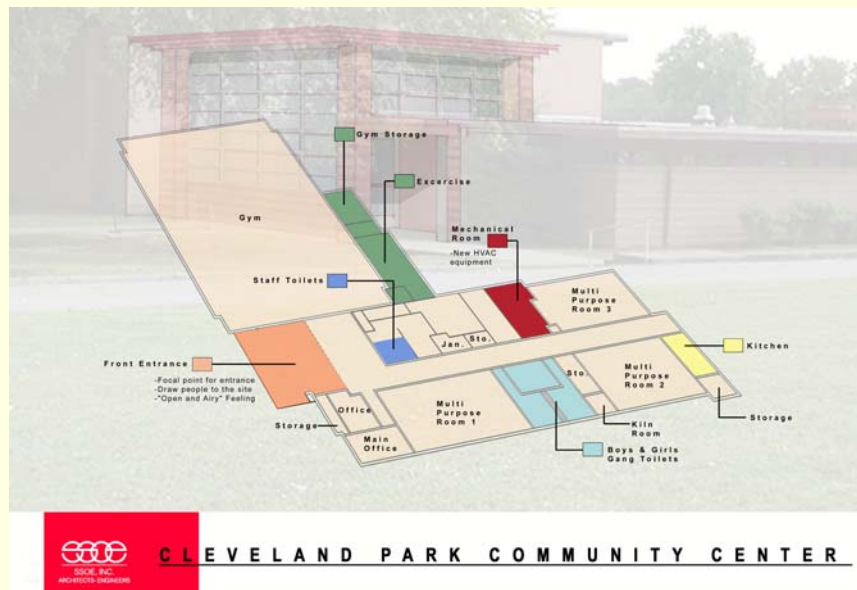 Gym Storage
Excercise
Gym
Mechanical
Room
-New HVAC
equipment
Staff Toilets
Multi
Purpose
Room 3
Jan.
Sto.
Kitchen
Front Entrance
-Focal point for entrance
-Draw people to the site
-"Open and Airy" Feeling
Sto.
Multi
Purpose
Room 2
Office
Multi
Purpose
Room 1
Storage
Storage
Kiln
Room
Main
Office
Boys & Girls
Gang Toilets
SSOE
SSOE, INC.
ARCHITECTS-ENGINEERS
CLEVELAND PARK COMMUNITY CENTER